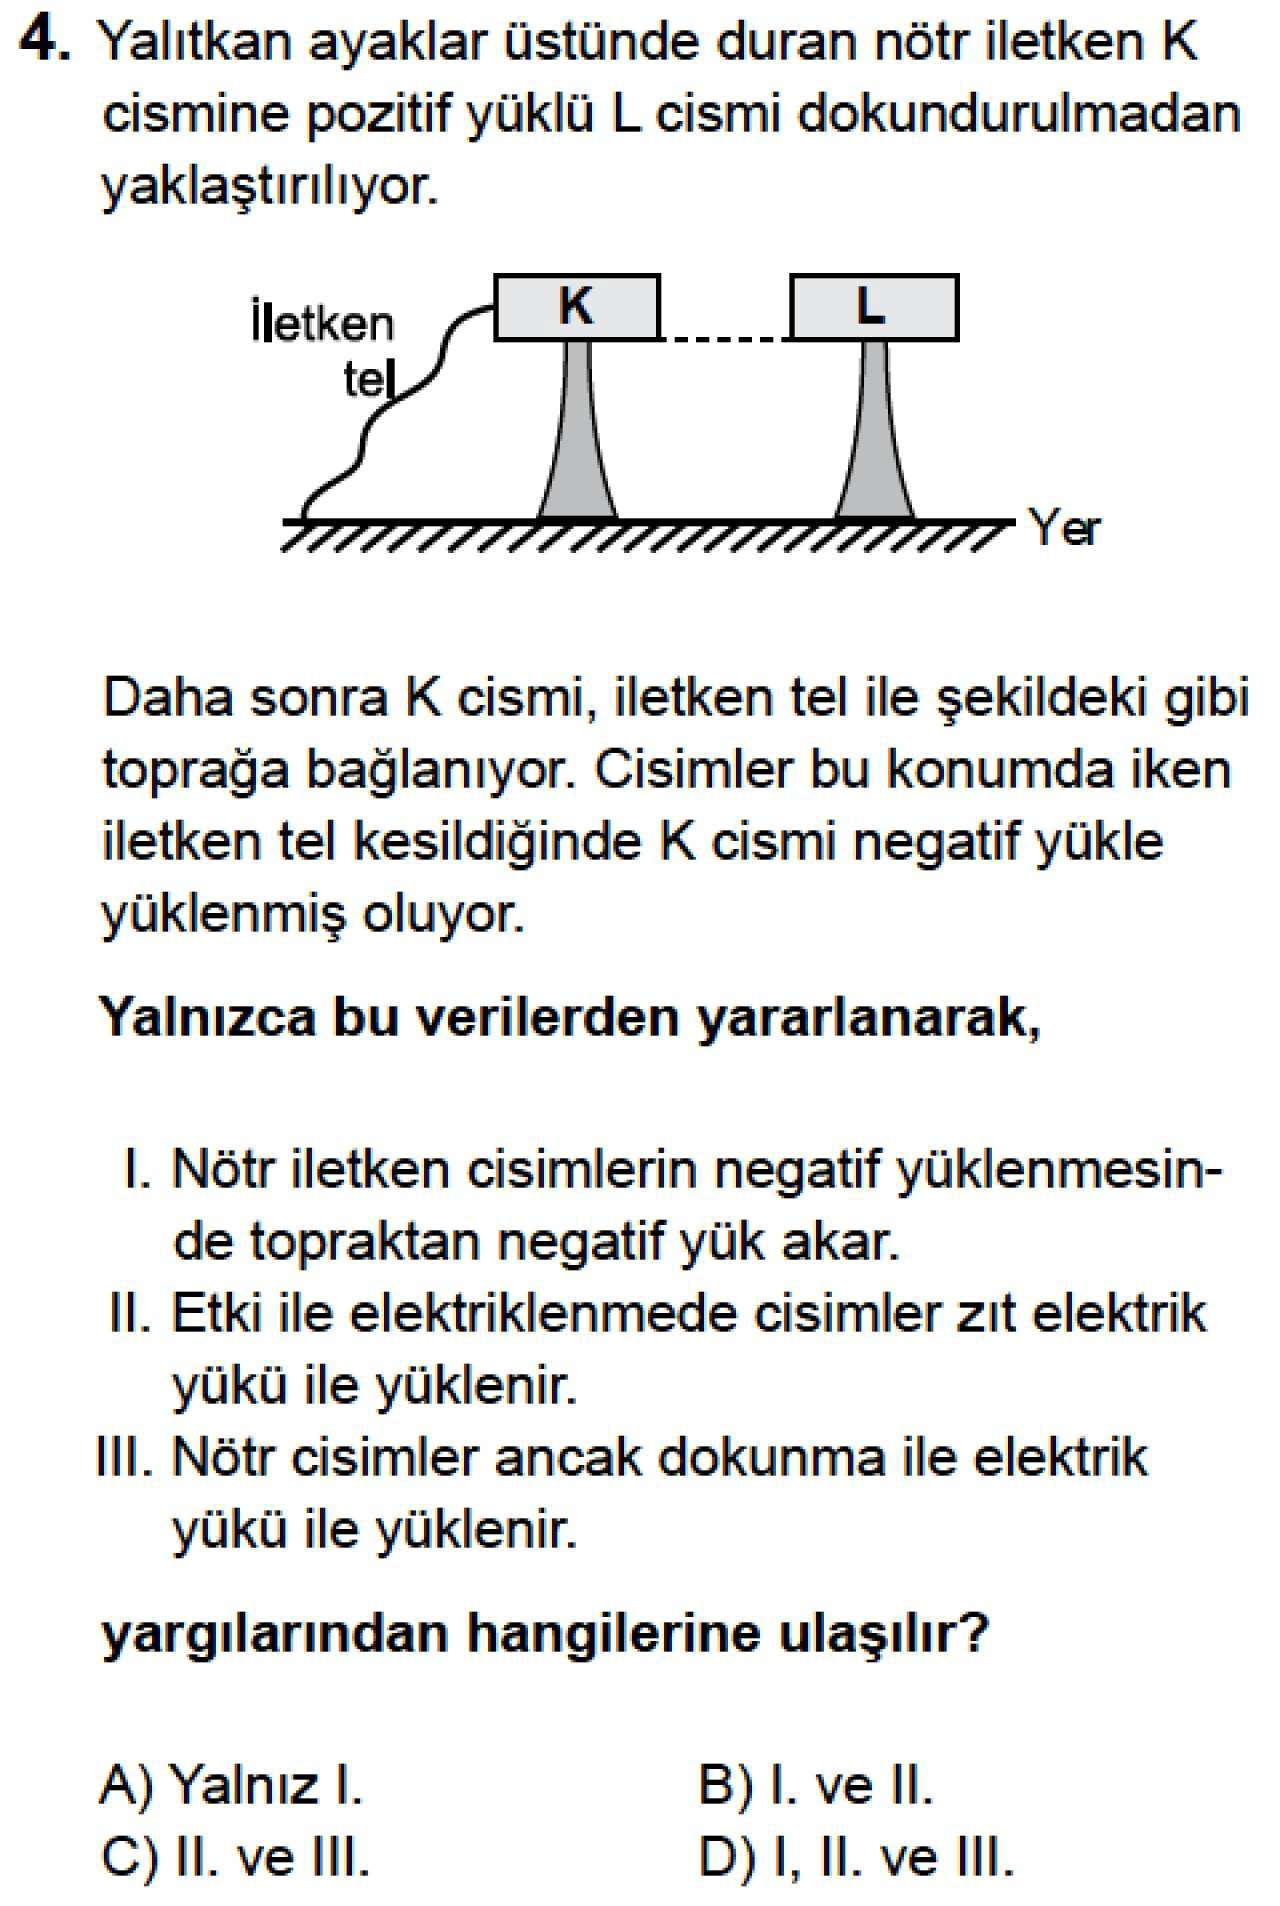 4. Yalıtkan ayaklar üstünde duran nötr iletken K
cismine pozitif yüklü L cismi dokundurulmadan
yaklaştırılıyor.
İletken
tel
K
L
Yer
Daha sonra K cismi, iletken tel ile şekildeki gibi
toprağa bağlanıyor. Cisimler bu konumda iken
iletken tel kesildiğinde K cismi negatif yükle
yüklenmiş oluyor.
Yalnızca bu verilerden yararlanarak,
I. Nötr iletken cisimlerin negatif yüklenmesin-
de topraktan negatif yük akar.
II. Etki ile elektriklenmede cisimler zıt elektrik
yükü ile yüklenir.
III. Nötr cisimler ancak dokunma ile elektrik
yükü ile yüklenir.
yargılarından hangilerine ulaşılır?
A) Yalnız I. B) I. ve II.
C) II. ve III. D) I, II. ve III.